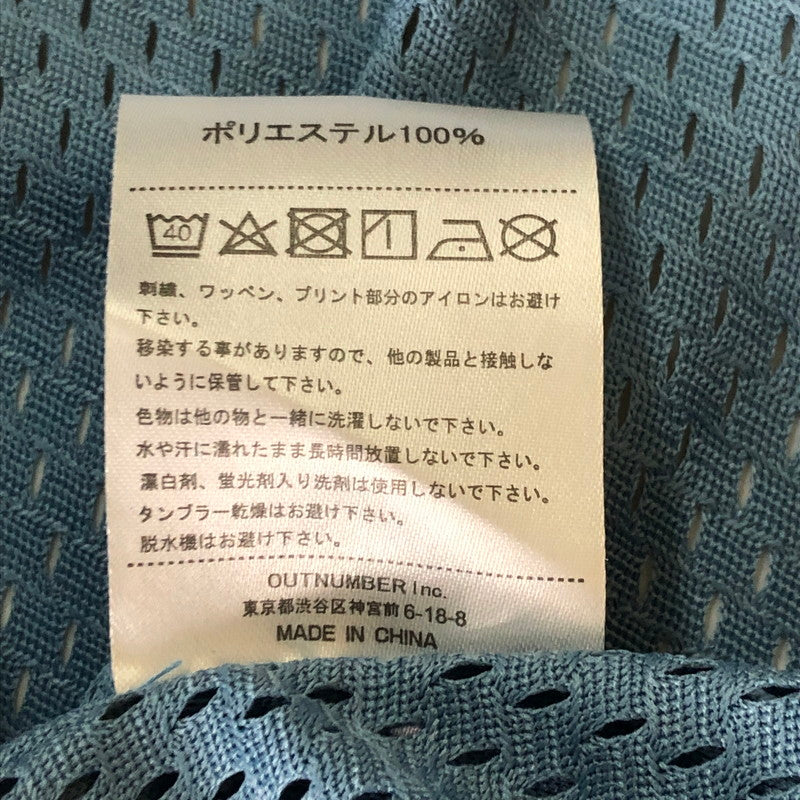 ポリエステル100%
40
刺繍、ワッペン、プリント部分のアイロンはお避け
下さい。
移染する事がありますので、他の製品と接触しな
いように保管して下さい。
色物は他の物と一緒に洗濯しないで下さい。
水や汗に濡れたまま長時間放置しないで下さい。
漂白剤、蛍光剤入り洗剤は使用しないで下さい。
タンブラー乾燥はお避け下さい。
脱水機はお避け下さい。
OUTNUMBER Inc.
東京都渋谷区神宮前6-18-8
MADE IN CHINA